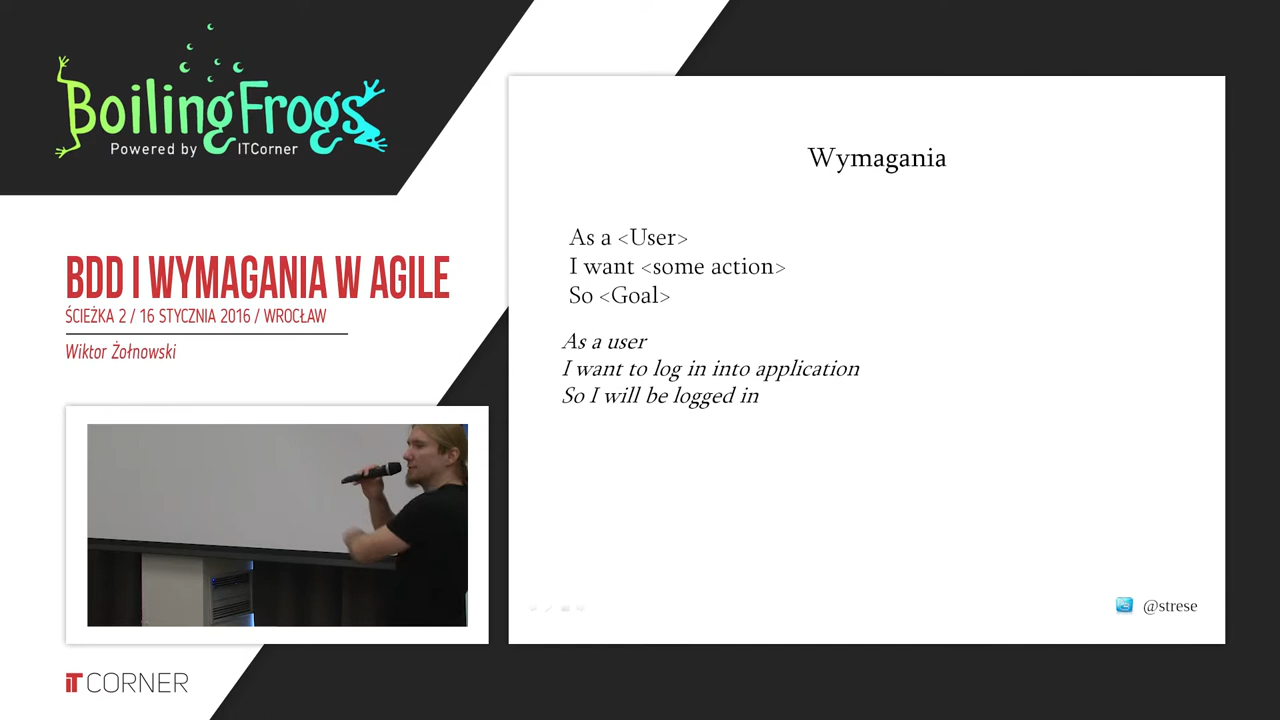 BoilingFrogs
Powered by ITCorner
BDD I WYMAGANIA W AGILE
ŚCIEŻKA 2 / 16 STYCZNIA 2016 / WROCŁAW
Wiktor Żołnowski
iT CORNER
Wymagania
As a <User>
I want <some action>
So <Goal>
As a user
I want to log in into application
So I will be logged in
@strese